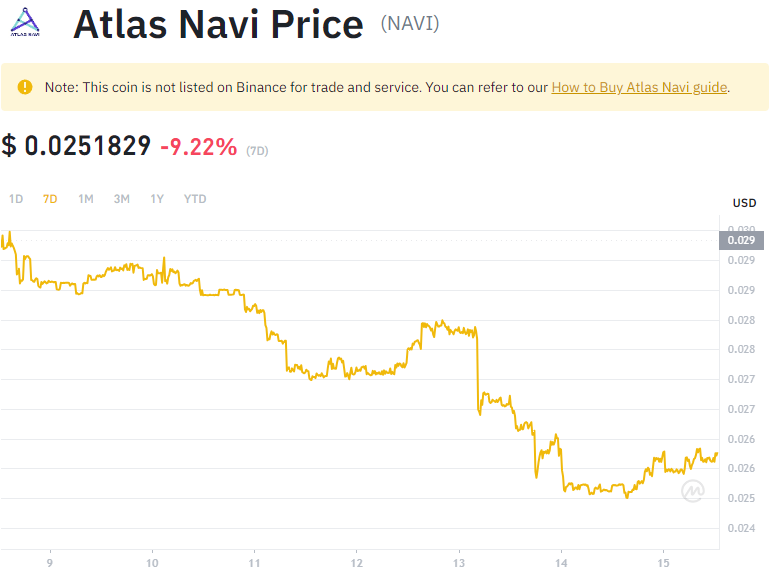 Atlas Navi Price (NAVI)
ATLAS NAVI
Note: This coin is not listed on Binance for trade and service. You can refer to our How to Buy Atlas Navi guide.
$ 0.0251829 -9.22% (7D)
1D 7D 1M 3M 1Y YTD
USD
0.030
0.029
0.029
0.029
0.028
0.028
0.027
0.027
0.026
0.026
0.025
0.024
9 10 11 12 13 14 15